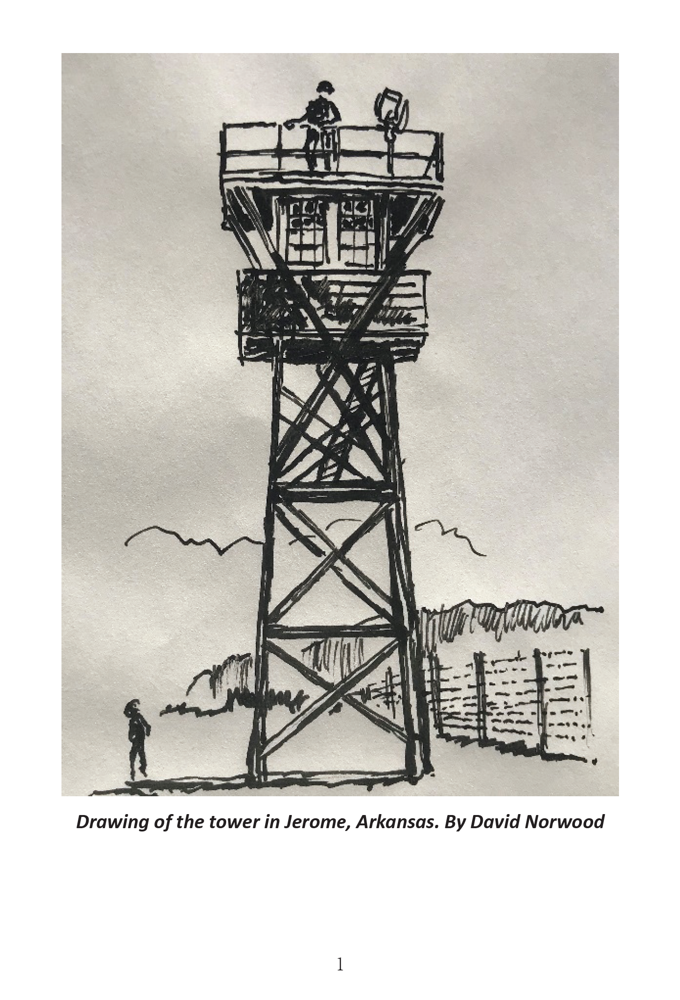 Drawing of the tower in Jerome, Arkansas. By David Norwood
1